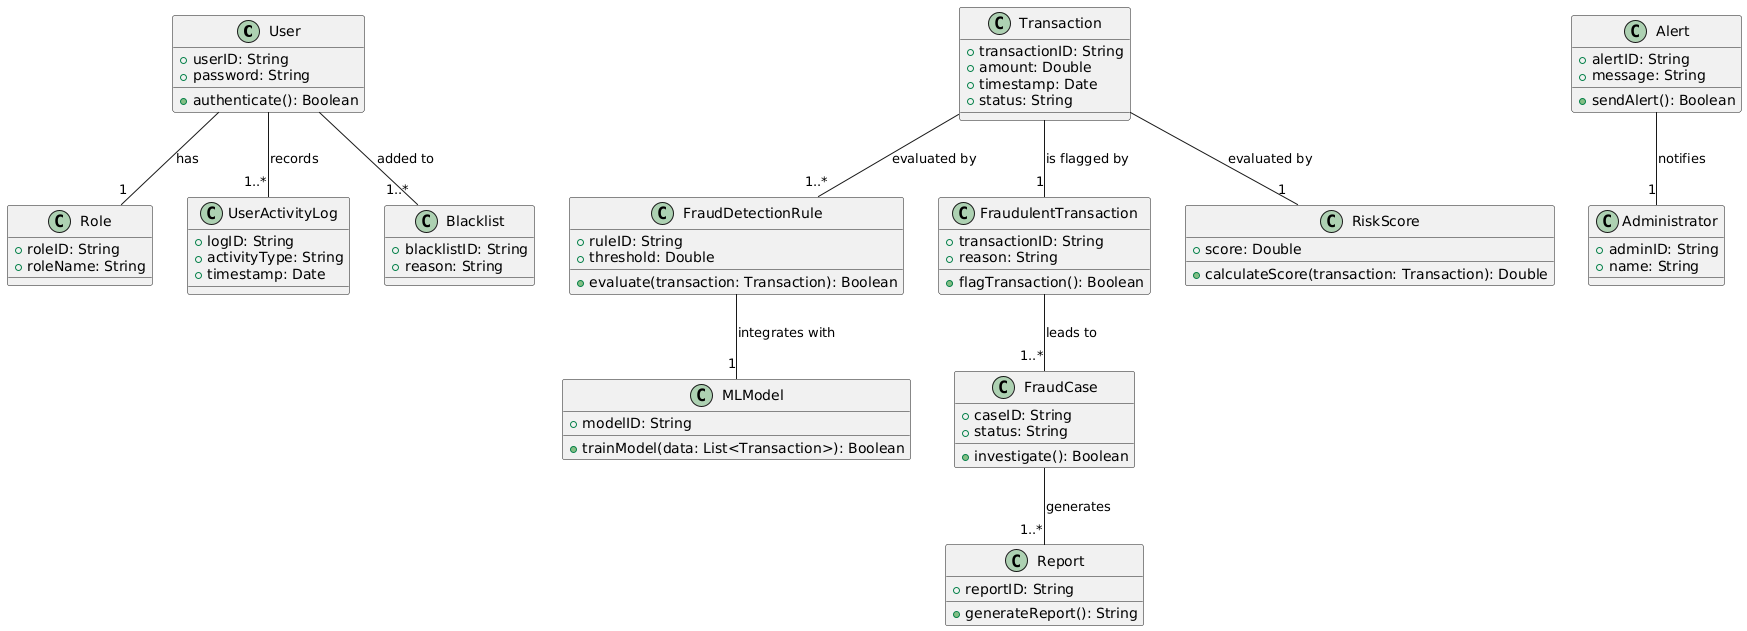 C User
userID: String
password: String
authenticate(): Boolean
C Transaction
transactionID: String
amount: Double
timestamp: Date
status: String
C Alert
alertID: String
message: String
sendAlert(): Boolean
has
records
added to
evaluated by
is flagged by
evaluated by
notifies
1
1..*
1..*
1..*
1
1
1
C Role
roleID: String
roleName: String
C UserActivityLog
logID: String
activityType: String
timestamp: Date
C Blacklist
blacklistID: String
reason: String
C FraudDetectionRule
ruleID: String
threshold: Double
evaluate(transaction: Transaction): Boolean
C FraudulentTransaction
transactionID: String
reason: String
flagTransaction(): Boolean
C RiskScore
score: Double
calculateScore(transaction: Transaction): Double
C Administrator
adminID: String
name: String
integrates with
leads to
1
1..*
C MLModel
modelID: String
trainModel(data: List<Transaction>): Boolean
C FraudCase
caseID: String
status: String
investigate(): Boolean
generates
1..*
C Report
reportID: String
generateReport(): String